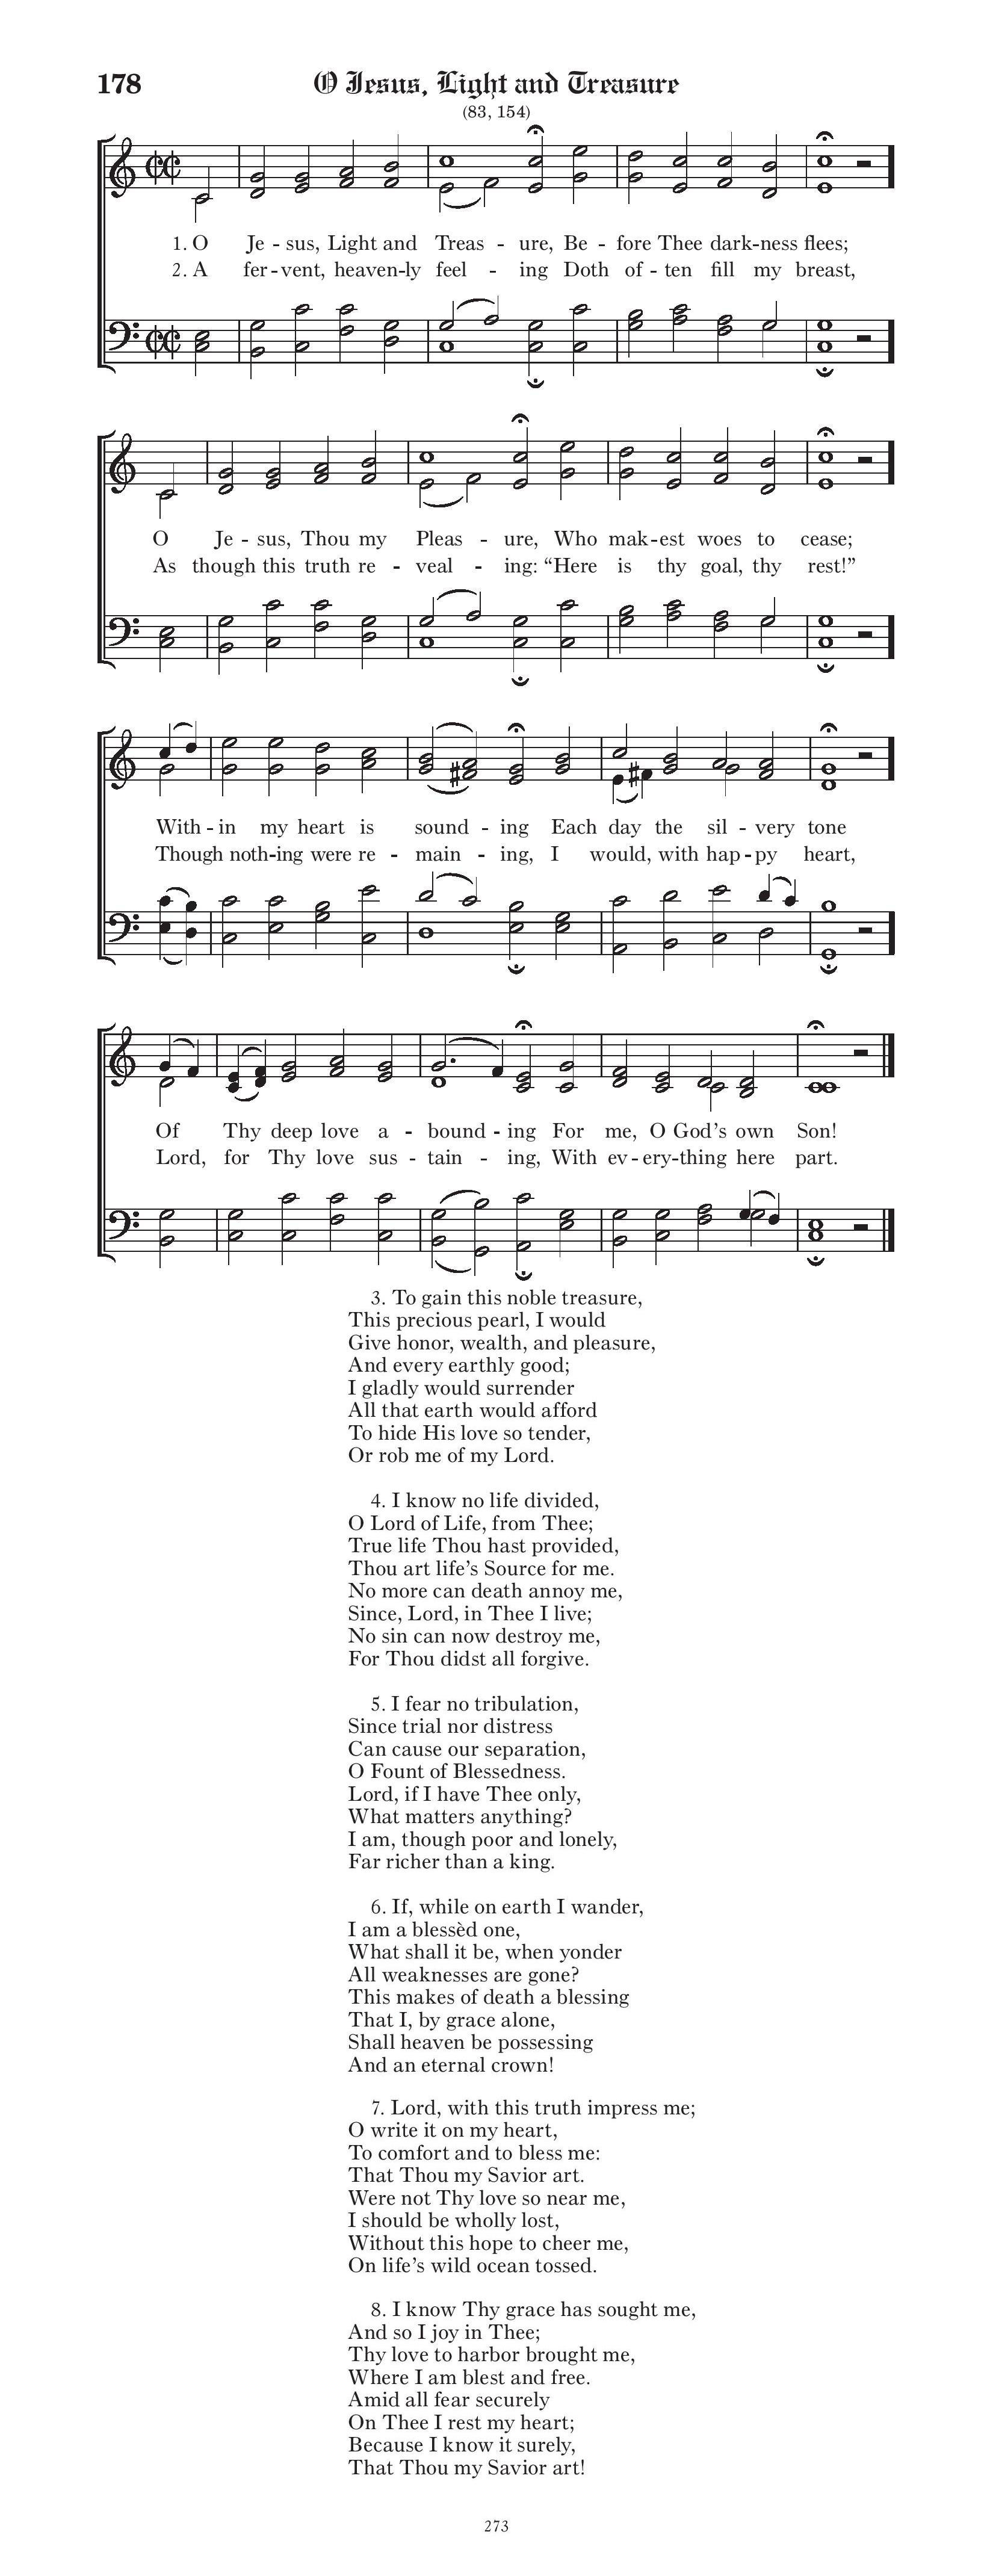 178 O Jesus, Light and Treasure
(83, 154)
1. O Je - sus, Light and Treas - ure, Be - fore Thee dark-ness flees;
2. A fer-vent, heaven-ly feel - ing Doth of-ten fill my breast,
O Je - sus, Thou my Pleas - ure, Who mak-est woes to cease;
As though this truth re - veal - ing: “Here is thy goal, thy rest!”
With-in my heart is sound - ing Each day the sil - very tone
Though noth-ing were re - main - ing, I would, with hap-py heart,
Of Thy deep love a - bound - ing For me, O God’s own Son!
Lord, for Thy love sus - tain - ing, With ev-ery-thing here part.
3. To gain this noble treasure,
This precious pearl, I would
Give honor, wealth, and pleasure,
And every earthly good;
I gladly would surrender
All that earth would afford
To hide His love so tender,
Or rob me of my Lord.
4. I know no life divided,
O Lord of Life, from Thee;
True life Thou hast provided,
Thou art life’s Source for me.
No more can death annoy me,
Since, Lord, in Thee I live;
No sin can now destroy me,
For Thou didst all forgive.
5. I fear no tribulation,
Since trial nor distress
Can cause our separation,
O Fount of Blessedness.
Lord, if I have Thee only,
What matters anything?
I am, though poor and lonely,
Far richer than a king.
6. If, while on earth I wander,
I am a blessèd one,
What shall it be, when yonder
All weaknesses are gone?
This makes of death a blessing
That I, by grace alone,
Shall heaven be possessing
And an eternal crown!
7. Lord, with this truth impress me;
O write it on my heart,
To comfort and to bless me:
That Thou my Savior art.
Were not Thy love so near me,
I should be wholly lost,
Without this hope to cheer me,
On life’s wild ocean tossed.
8. I know Thy grace has sought me,
And so I joy in Thee;
Thy love to harbor brought me,
Where I am blest and free.
Amid all fear securely
On Thee I rest my heart;
Because I know it surely,
That Thou my Savior art!
273